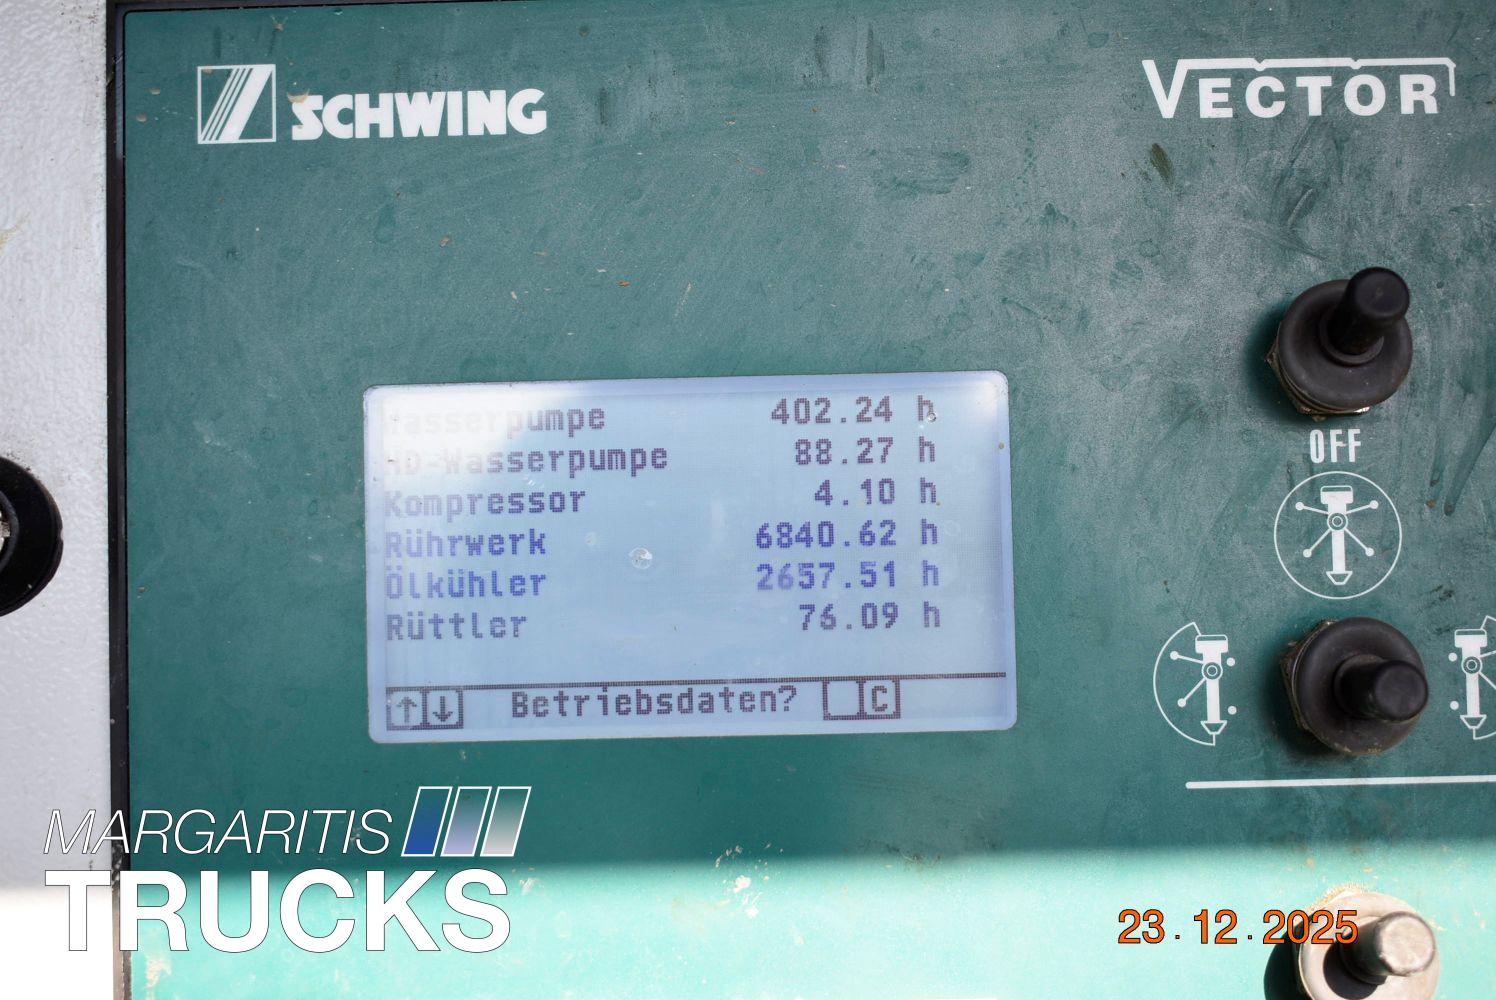 SCHWING
VECTOR
Wasserpumpe 402.24 h
HD-Wasserpumpe 88.27 h
Kompressor 4.10 h
Rührwerk 6840.62 h
Ölkühler 2657.51 h
Rüttler 76.09 h
↑ ↓ Betriebsdaten? C
OFF
MARGARITIS
TRUCKS
23.12.2025